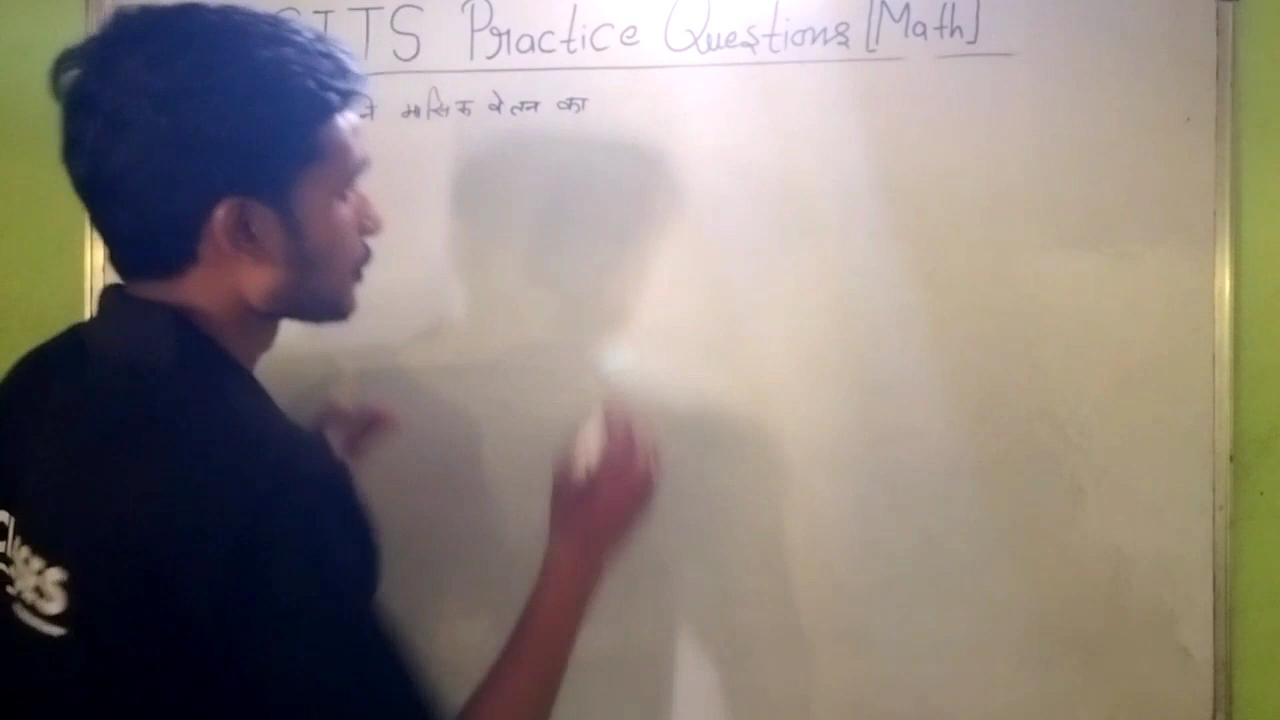 Practice Questions [Math]
मासिक वेतन का